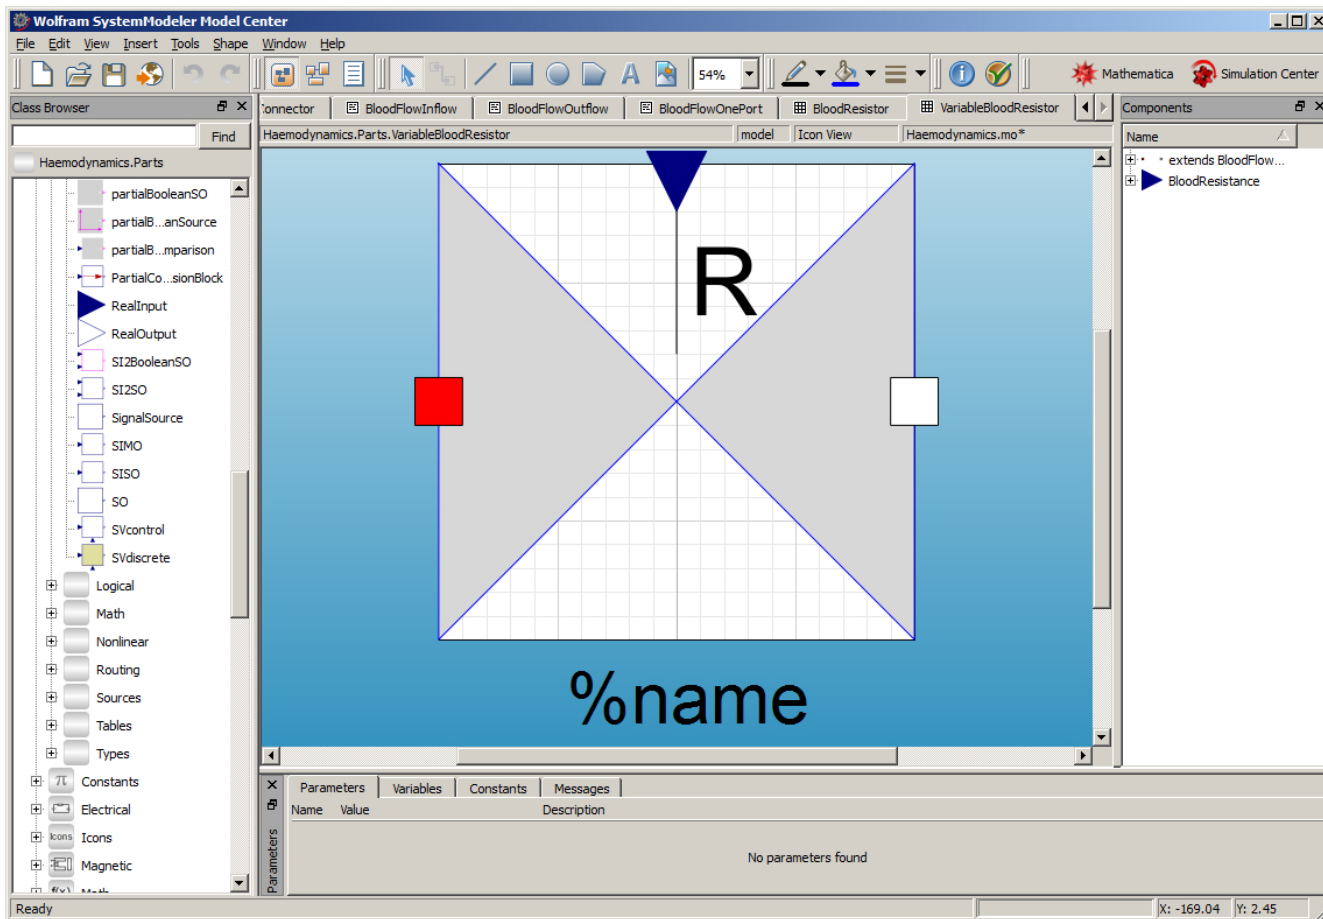 Wolfram SystemModeler Model Center
File Edit View Insert Tools Shape Window Help
54% Mathematica Simulation Center
Class Browser
Find
Haemodynamics.Parts
partialBooleanSO
partialB...anSource
partialB...mparison
PartialCo...sionBlock
RealInput
RealOutput
SI2BooleanSO
SI2SO
SignalSource
SIMO
SISO
SO
SVcontrol
SVdiscrete
Logical
Math
Nonlinear
Routing
Sources
Tables
Types
π Constants
Electrical
Icons Icons
Magnetic
f(x) Math
:onnector BloodFlowInflow BloodFlowOutflow BloodFlowOnePort BloodResistor VariableBloodResistor
Haemodynamics.Parts.VariableBloodResistor model Icon View Haemodynamics.mo*
R
%name
Components
Name
extends BloodFlow...
BloodResistance
Parameters
Parameters Variables Constants Messages
Name Value Description
No parameters found
Ready X: -169.04 Y: 2.45